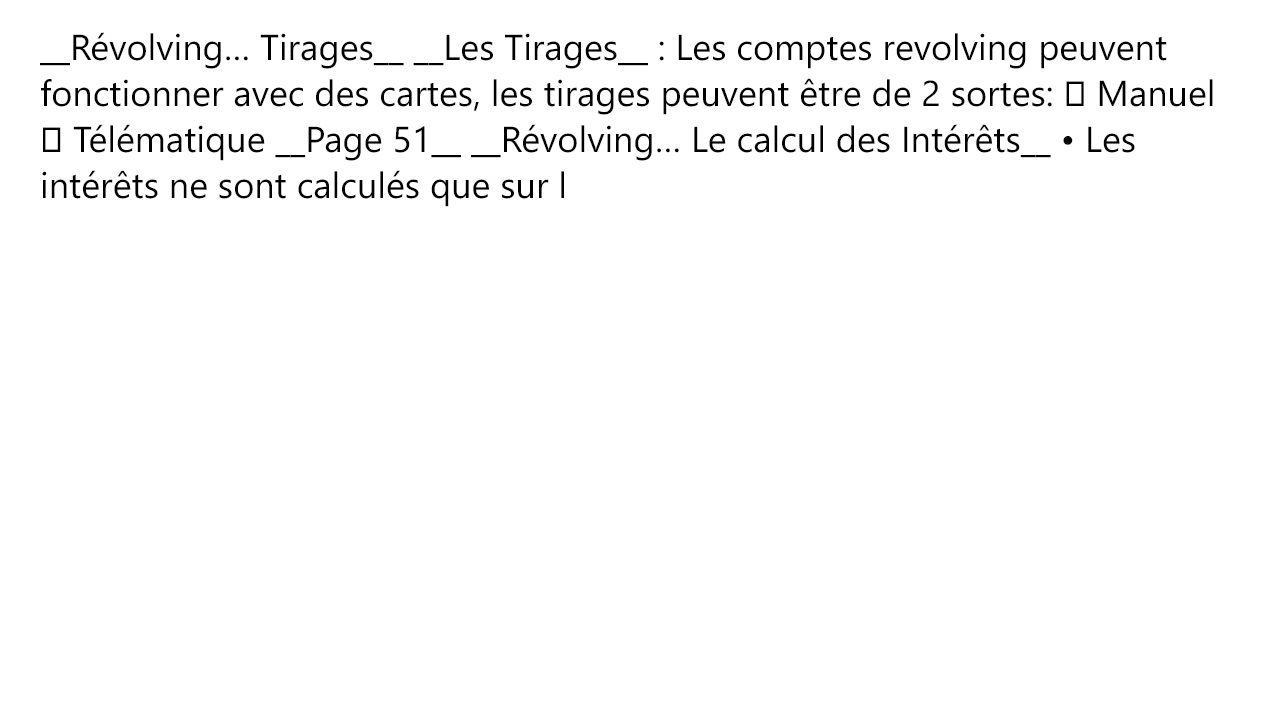 __Révolving... Tirages__ __Les Tirages__ : Les comptes revolving peuvent
fonctionner avec des cartes, les tirages peuvent être de 2 sortes: 􀂾 Manuel
􀂾 Télématique __Page 51__ __Révolving... Le calcul des Intérêts__ • Les
intérêts ne sont calculés que sur l